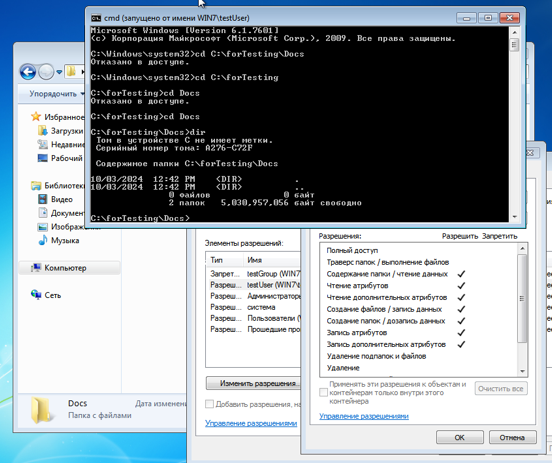 cmd (запущено от имени WIN7\testUser)
Microsoft Windows [Version 6.1.7601]
(c) Корпорация Майкрософт (Microsoft Corp.), 2009. Все права защищены.
C:\Windows\system32>cd C:\forTesting\Docs
Отказано в доступе.
C:\Windows\system32>cd C:\forTesting
C:\forTesting>cd Docs
Отказано в доступе.
C:\forTesting>cd Docs
C:\forTesting\Docs>dir
Том в устройстве C не имеет метки.
Серийный номер тома: A276-C72F
Содержимое папки C:\forTesting\Docs
10/03/2024 12:42 PM <DIR> .
10/03/2024 12:42 PM <DIR> ..
0 файлов 0 байт
2 папок 5,030,957,056 байт свободно
C:\forTesting\Docs>
Упорядочить
Избранное
Загрузки
Недавние
Рабочий
Библиотеки
Видео
Документ
Изображения
Музыка
Компьютер
Сеть
Docs
Дата изменени
Папка с файлами
Элементы разрешений:
Тип Имя
Запрет... testGroup (WIN7\
Разреш... testUser (WIN7\t
Разреш... Администраторы
Разреш... система
Разреш... Пользователи (
Разреш... Прошедшие про
Изменить разрешения...
Добавить разрешения, на
Управление разрешениями
Разрешения: Разрешить Запретить
Полный доступ
Траверс папок / выполнение файлов
Содержание папки / чтение данных
Чтение атрибутов
Чтение дополнительных атрибутов
Создание файлов / запись данных
Создание папок / дозапись данных
Запись атрибутов
Запись дополнительных атрибутов
Удаление подпапок и файлов
Удаление
Применять эти разрешения к объектам и
контейнерам только внутри этого
контейнера
Очистить все
Управление разрешениями
ОК
Отмена